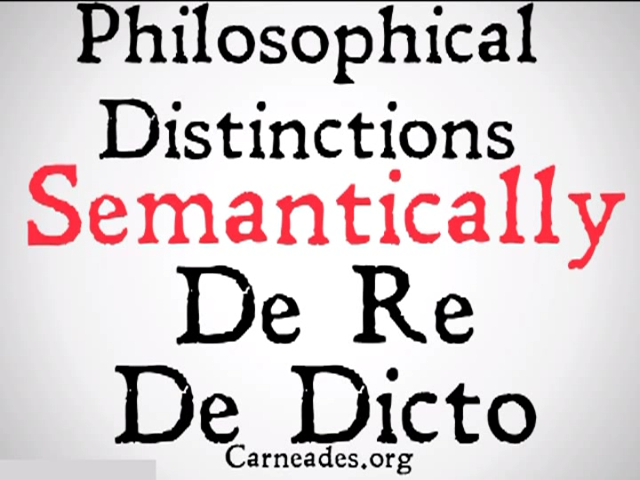 Philosophical
Distinctions
Semantically
De Re
De Dicto
Carneades.org